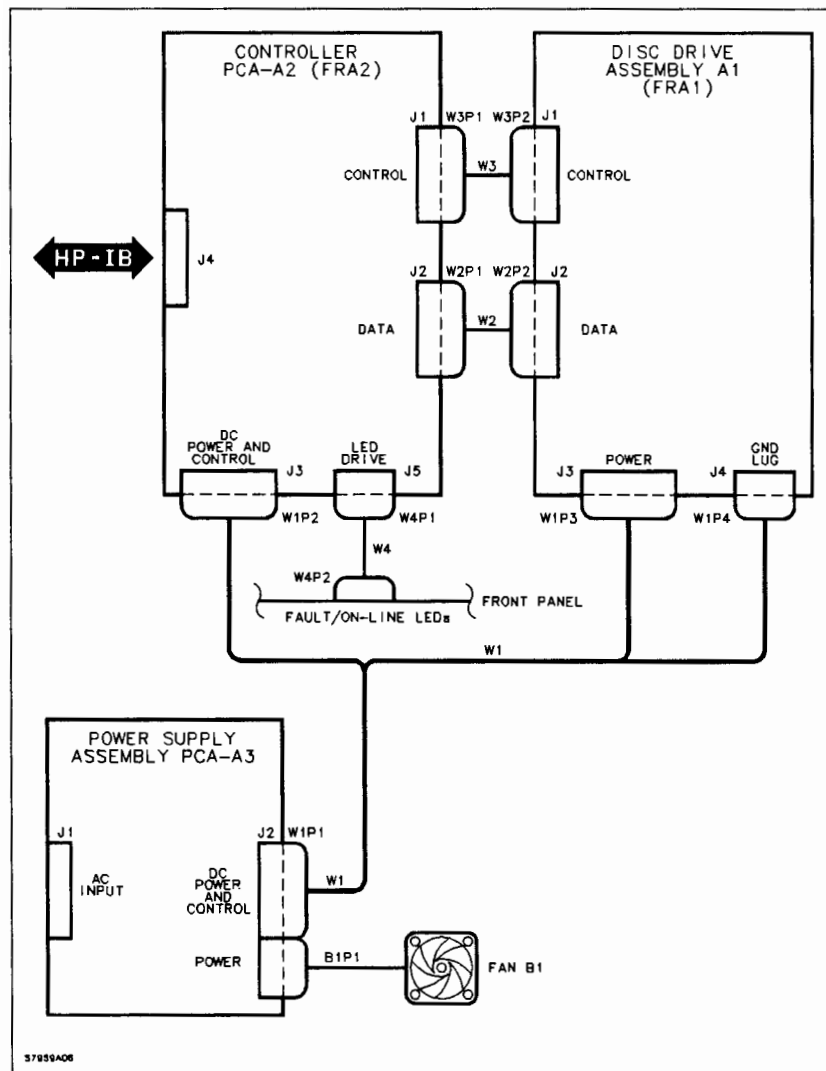 CONTROLLER
PCA-A2 (FRA2)
DISC DRIVE
ASSEMBLY A1
(FRA1)
J1 W3P1 W3P2 J1
CONTROL W3 CONTROL
HP-IB J4
J2 W2P1 W2P2 J2
DATA W2 DATA
DC
POWER AND
CONTROL
J3
LED
DRIVE
J5
J3
POWER
J4
GND
LUG
W1P2 W4P1 W1P3 W1P4
W4
W4P2
FRONT PANEL
FAULT/ON-LINE LEDs
W1
POWER SUPPLY
ASSEMBLY PCA-A3
J1
AC
INPUT
J2 W1P1
DC
POWER
AND
CONTROL
W1
POWER
B1P1
FAN B1
57959A06